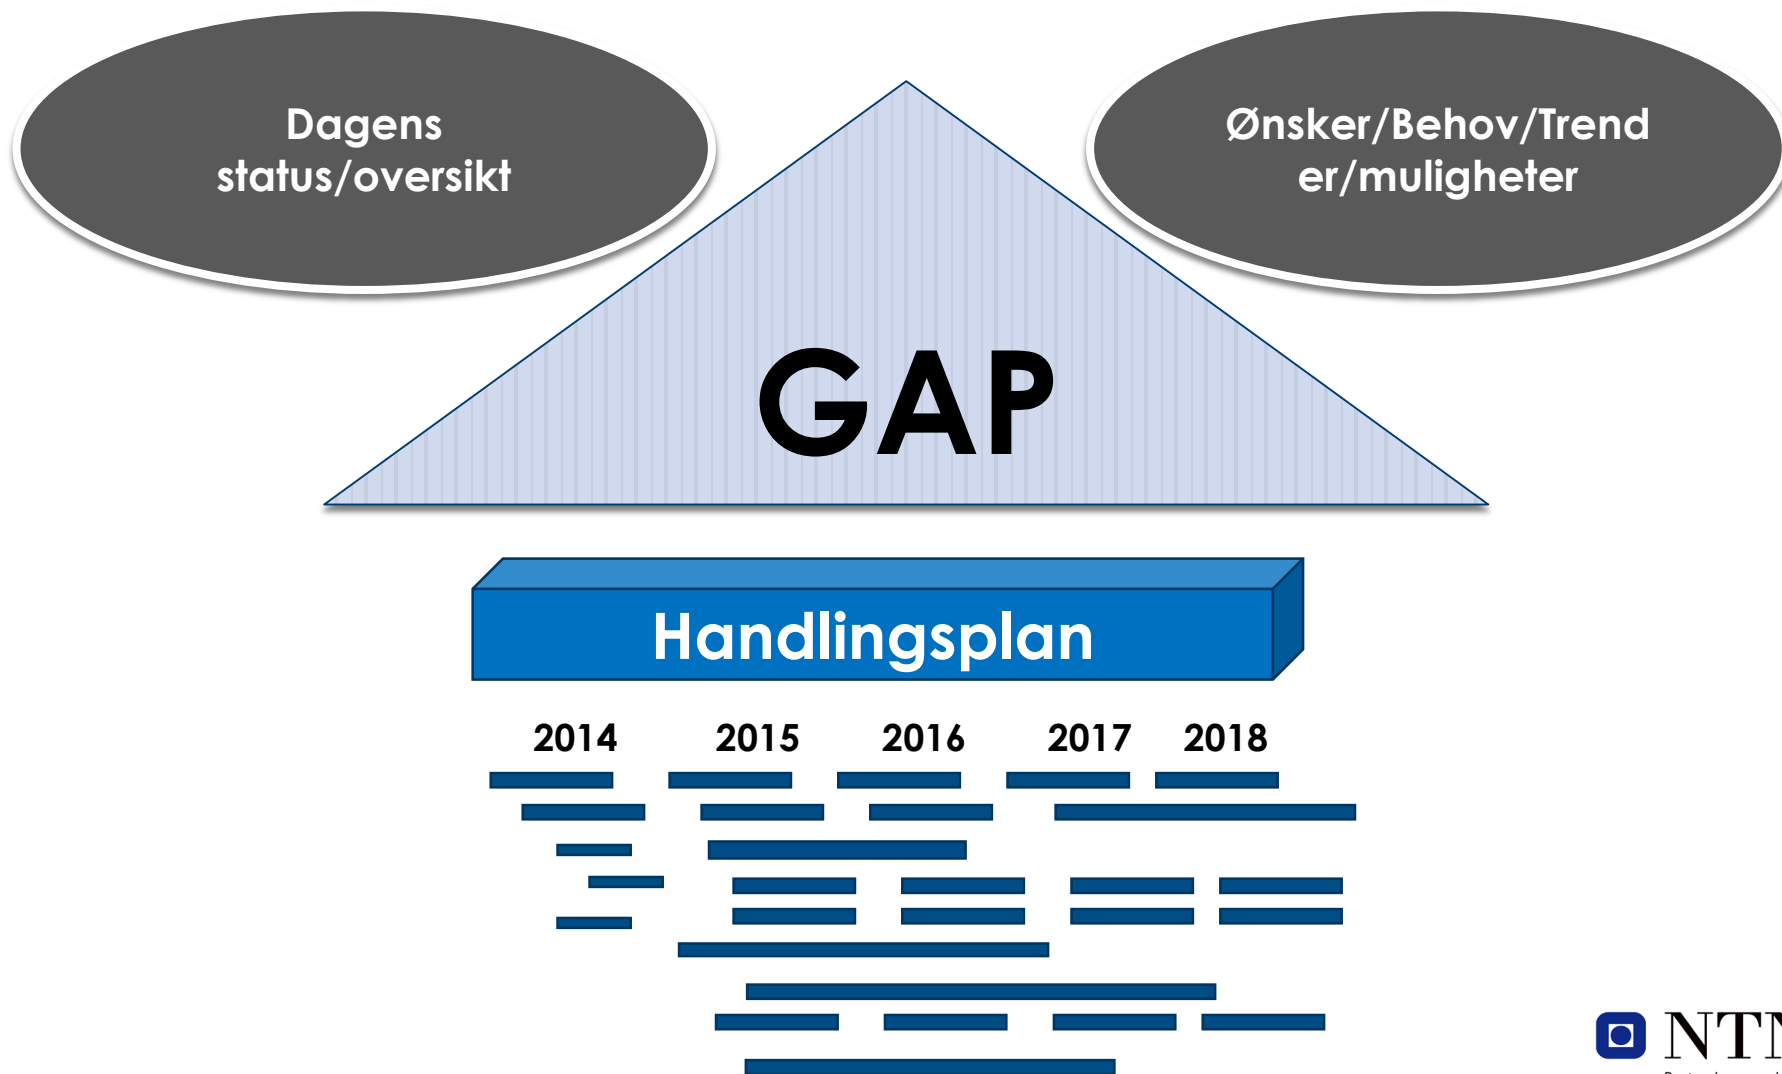 Dagens
status/oversikt
Ønsker/Behov/Trend
er/muligheter
GAP
Handlingsplan
2014 2015 2016 2017 2018